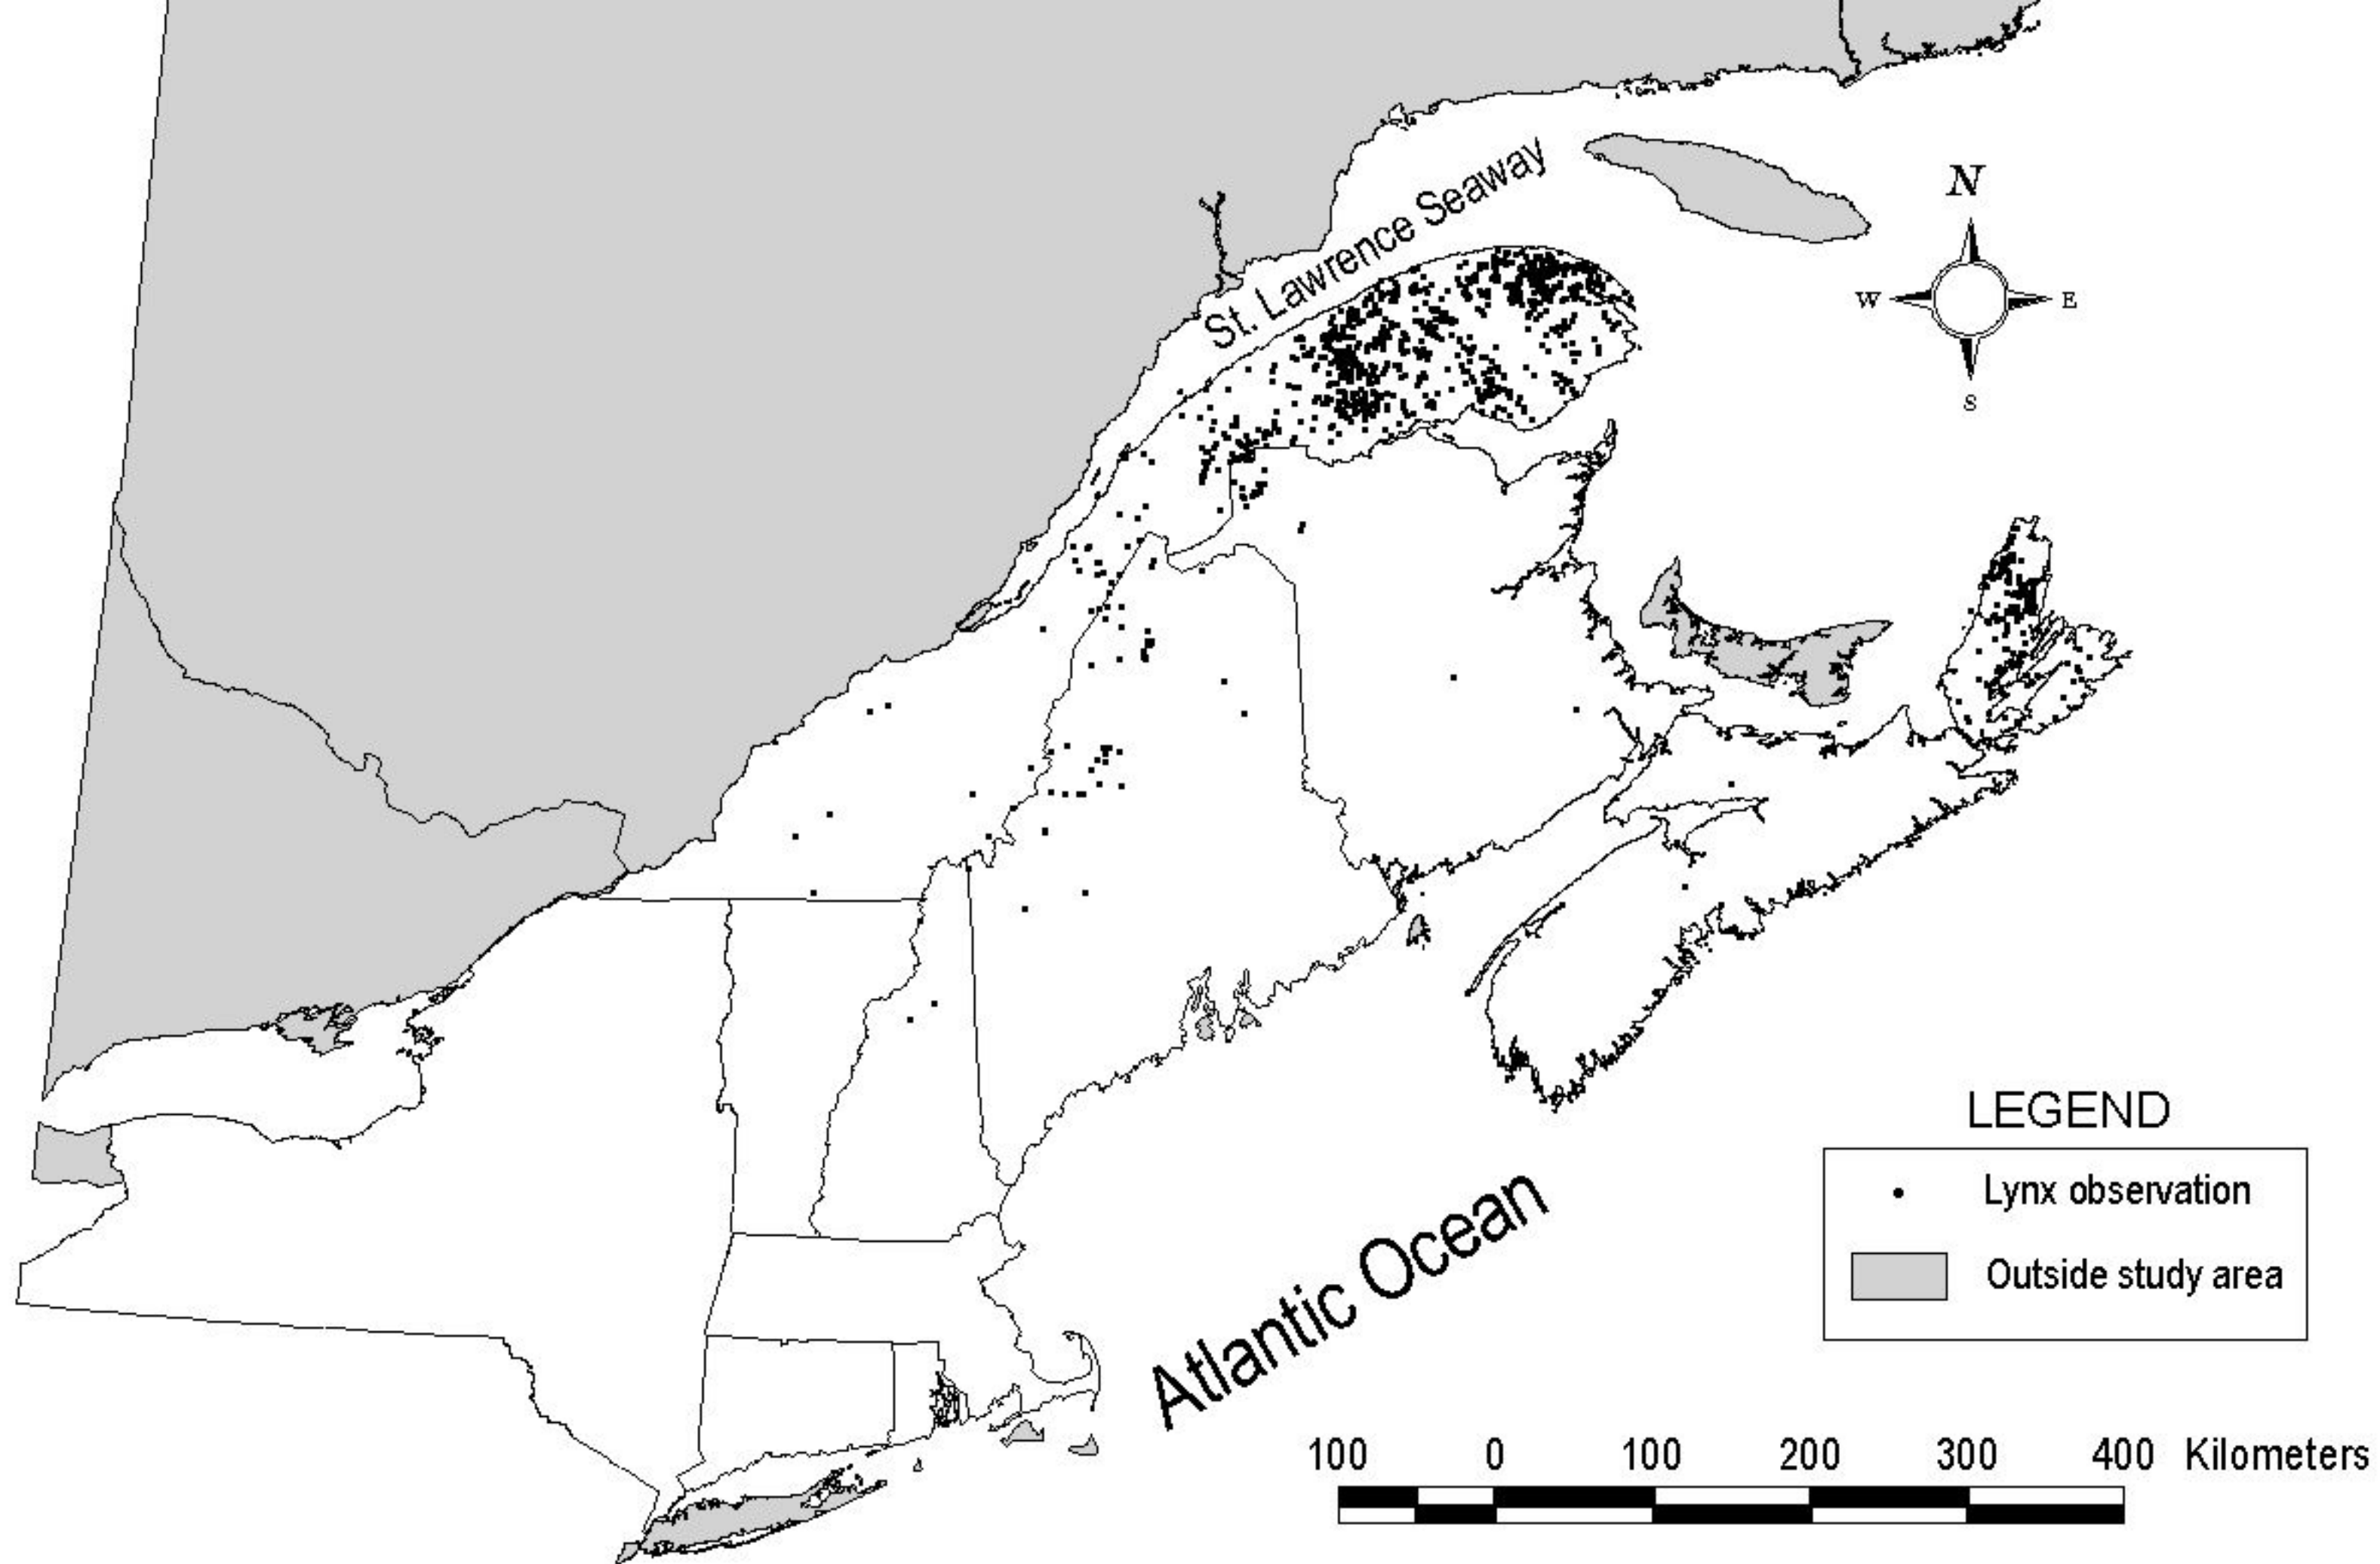 St. Lawrence Seaway
N
W E
S
LEGEND
Lynx observation
Outside study area
Atlantic Ocean
100 0 100 200 300 400 Kilometers